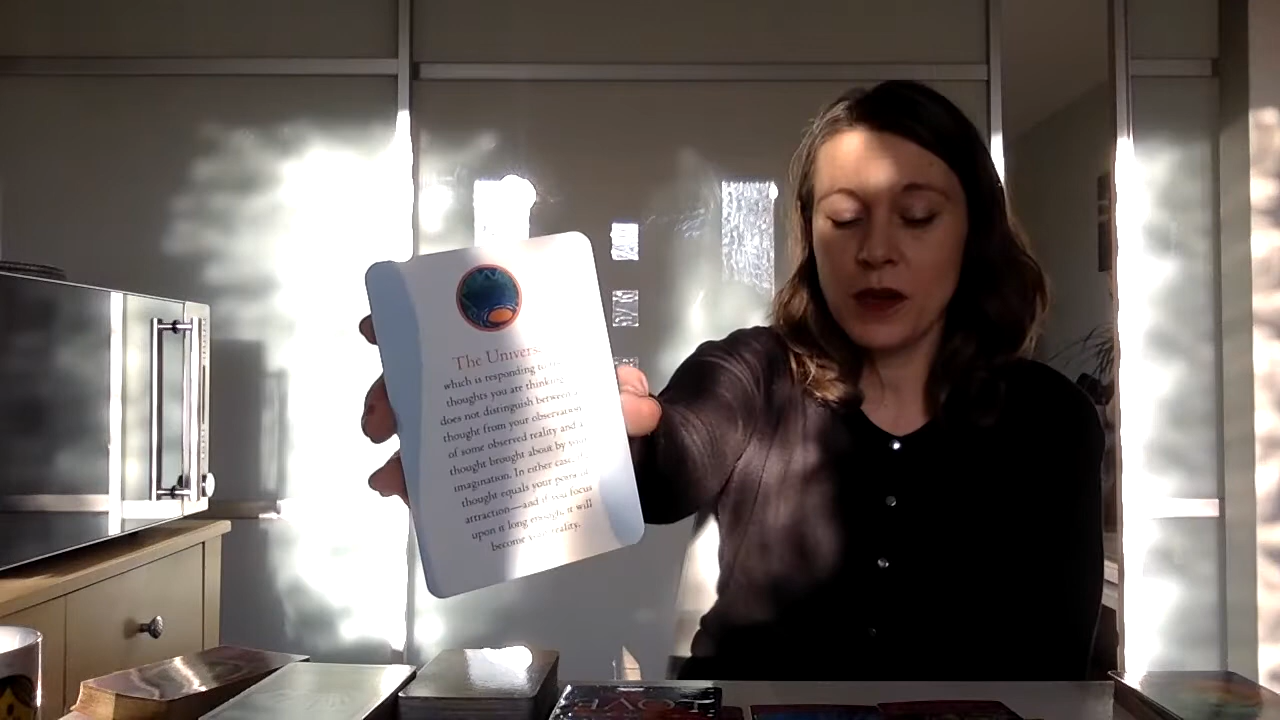 The Univers
which is responding to
thoughts you are thinking
does not distinguish between a
thought from your observation
of some observed reality and a
thought brought about by your
imagination. In either case,
thought equals your point of
attraction—and if you focus
upon it long enough, it will
become your reality.
LOVE